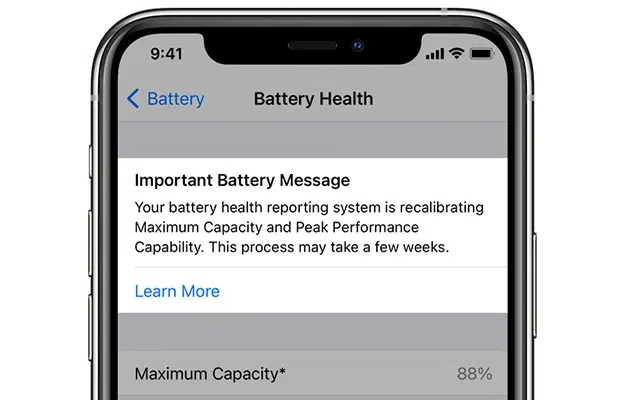 9:41
Battery
Battery Health
Important Battery Message
Your battery health reporting system is recalibrating
Maximum Capacity and Peak Performance
Capability. This process may take a few weeks.
Learn More
Maximum Capacity*
88%